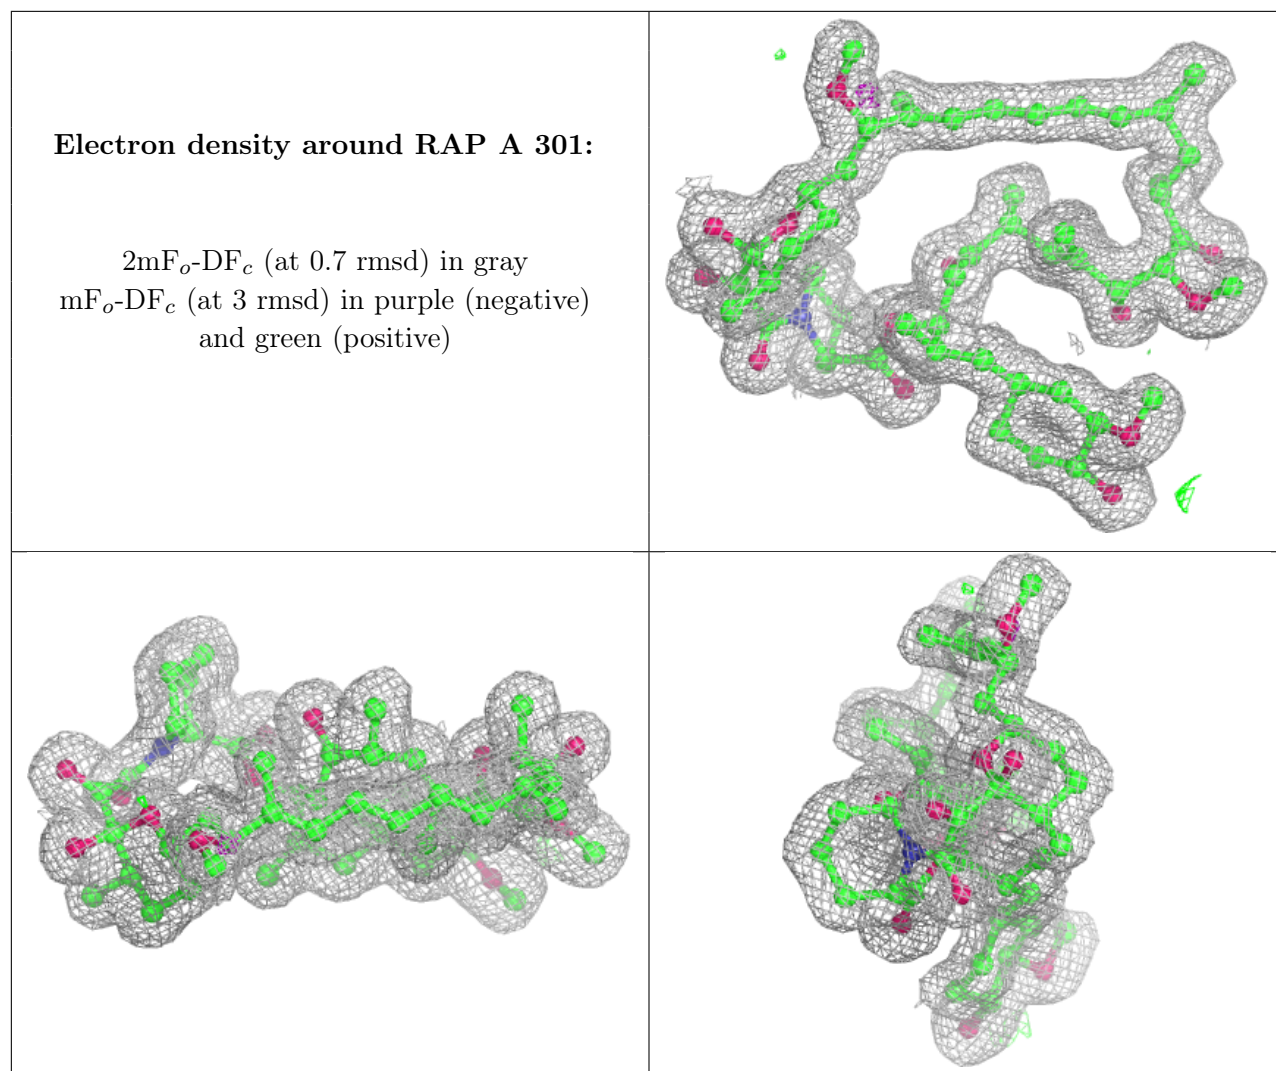 Electron density around RAP A 301:
2mFₒ-DF𝒸 (at 0.7 rmsd) in gray
mFₒ-DF𝒸 (at 3 rmsd) in purple (negative)
and green (positive)